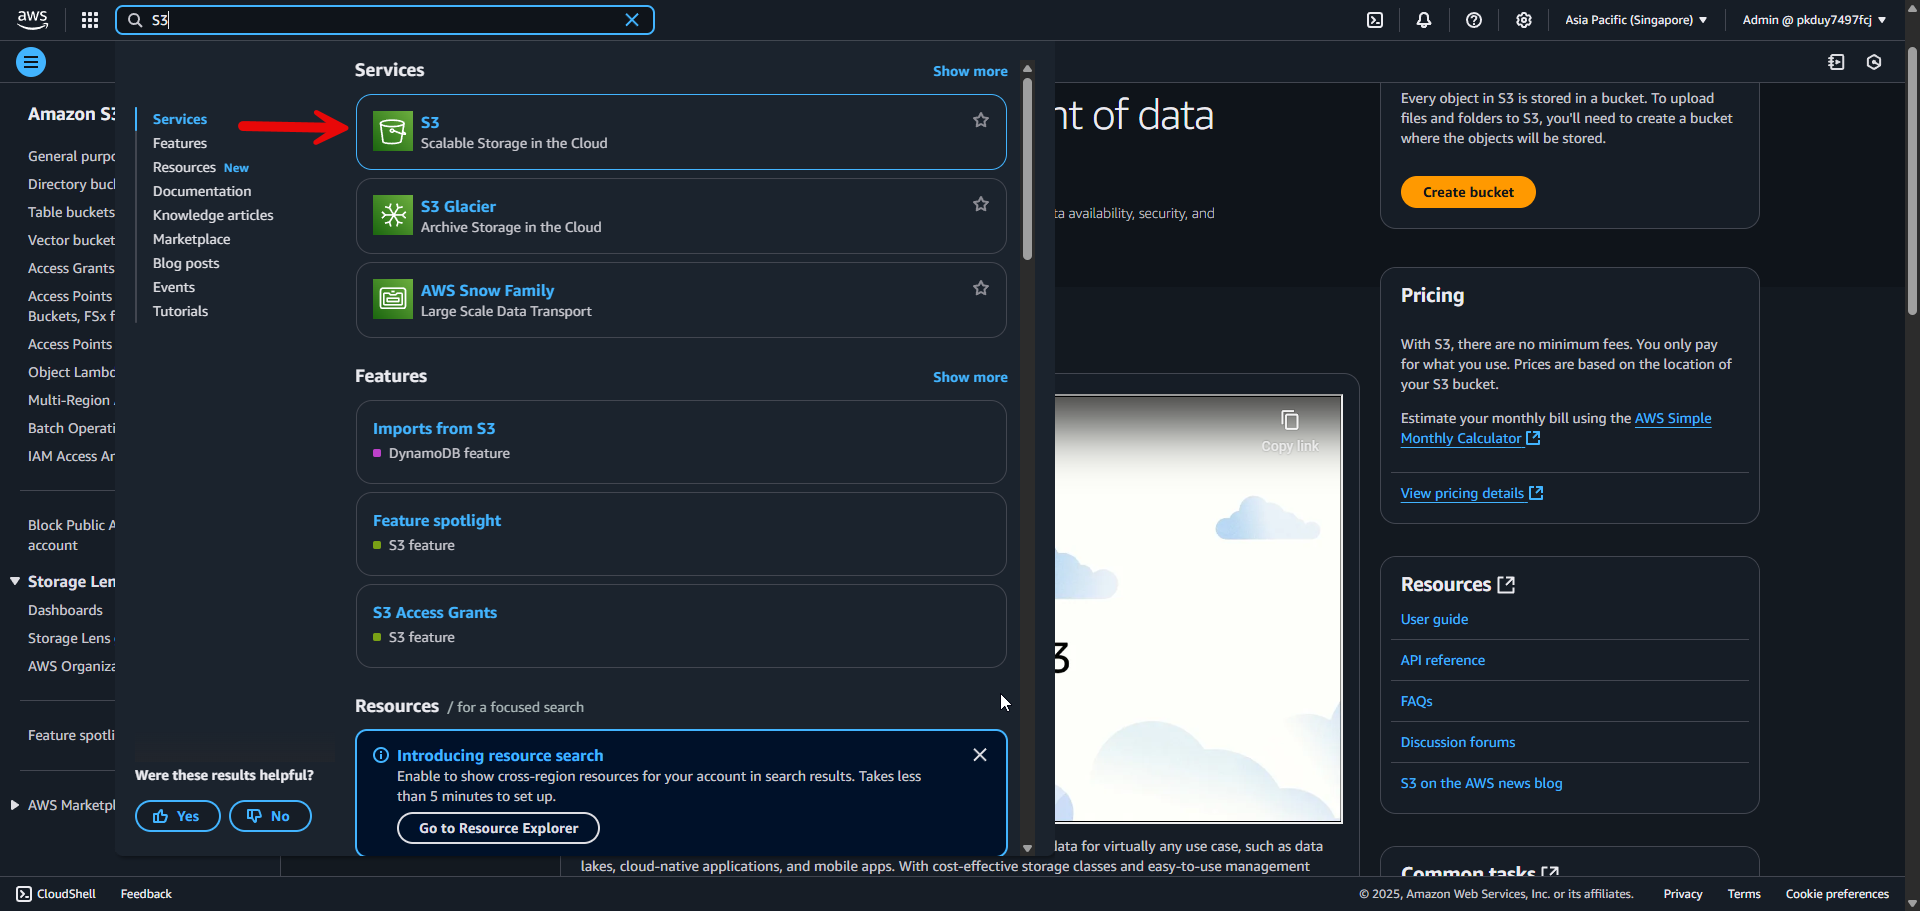 aws
S3
Asia Pacific (Singapore)
Admin @ pkduy7497fcj
Amazon S3
General purpo
Directory buck
Table buckets
Vector bucket
Access Grants
Access Points
Buckets, FSx f
Access Points
Object Lambd
Multi-Region
Batch Operati
IAM Access An
Block Public A
account
Storage Len
Dashboards
Storage Lens
AWS Organiza
Feature spotli
AWS Marketpl
Services
Features
Resources New
Documentation
Knowledge articles
Marketplace
Blog posts
Events
Tutorials
Were these results helpful?
Yes
No
Services
Show more
S3
Scalable Storage in the Cloud
S3 Glacier
Archive Storage in the Cloud
AWS Snow Family
Large Scale Data Transport
Features
Show more
Imports from S3
DynamoDB feature
Feature spotlight
S3 feature
S3 Access Grants
S3 feature
Resources / for a focused search
Introducing resource search
Enable to show cross-region resources for your account in search results. Takes less
than 5 minutes to set up.
Go to Resource Explorer
nt of data
ta availability, security, and
Copy link
3
data for virtually any use case, such as data
lakes, cloud-native applications, and mobile apps. With cost-effective storage classes and easy-to-use management
Every object in S3 is stored in a bucket. To upload
files and folders to S3, you'll need to create a bucket
where the objects will be stored.
Create bucket
Pricing
With S3, there are no minimum fees. You only pay
for what you use. Prices are based on the location of
your S3 bucket.
Estimate your monthly bill using the AWS Simple
Monthly Calculator
View pricing details
Resources
User guide
API reference
FAQs
Discussion forums
S3 on the AWS news blog
Common tasks
CloudShell
Feedback
© 2025, Amazon Web Services, Inc. or its affiliates.
Privacy
Terms
Cookie preferences